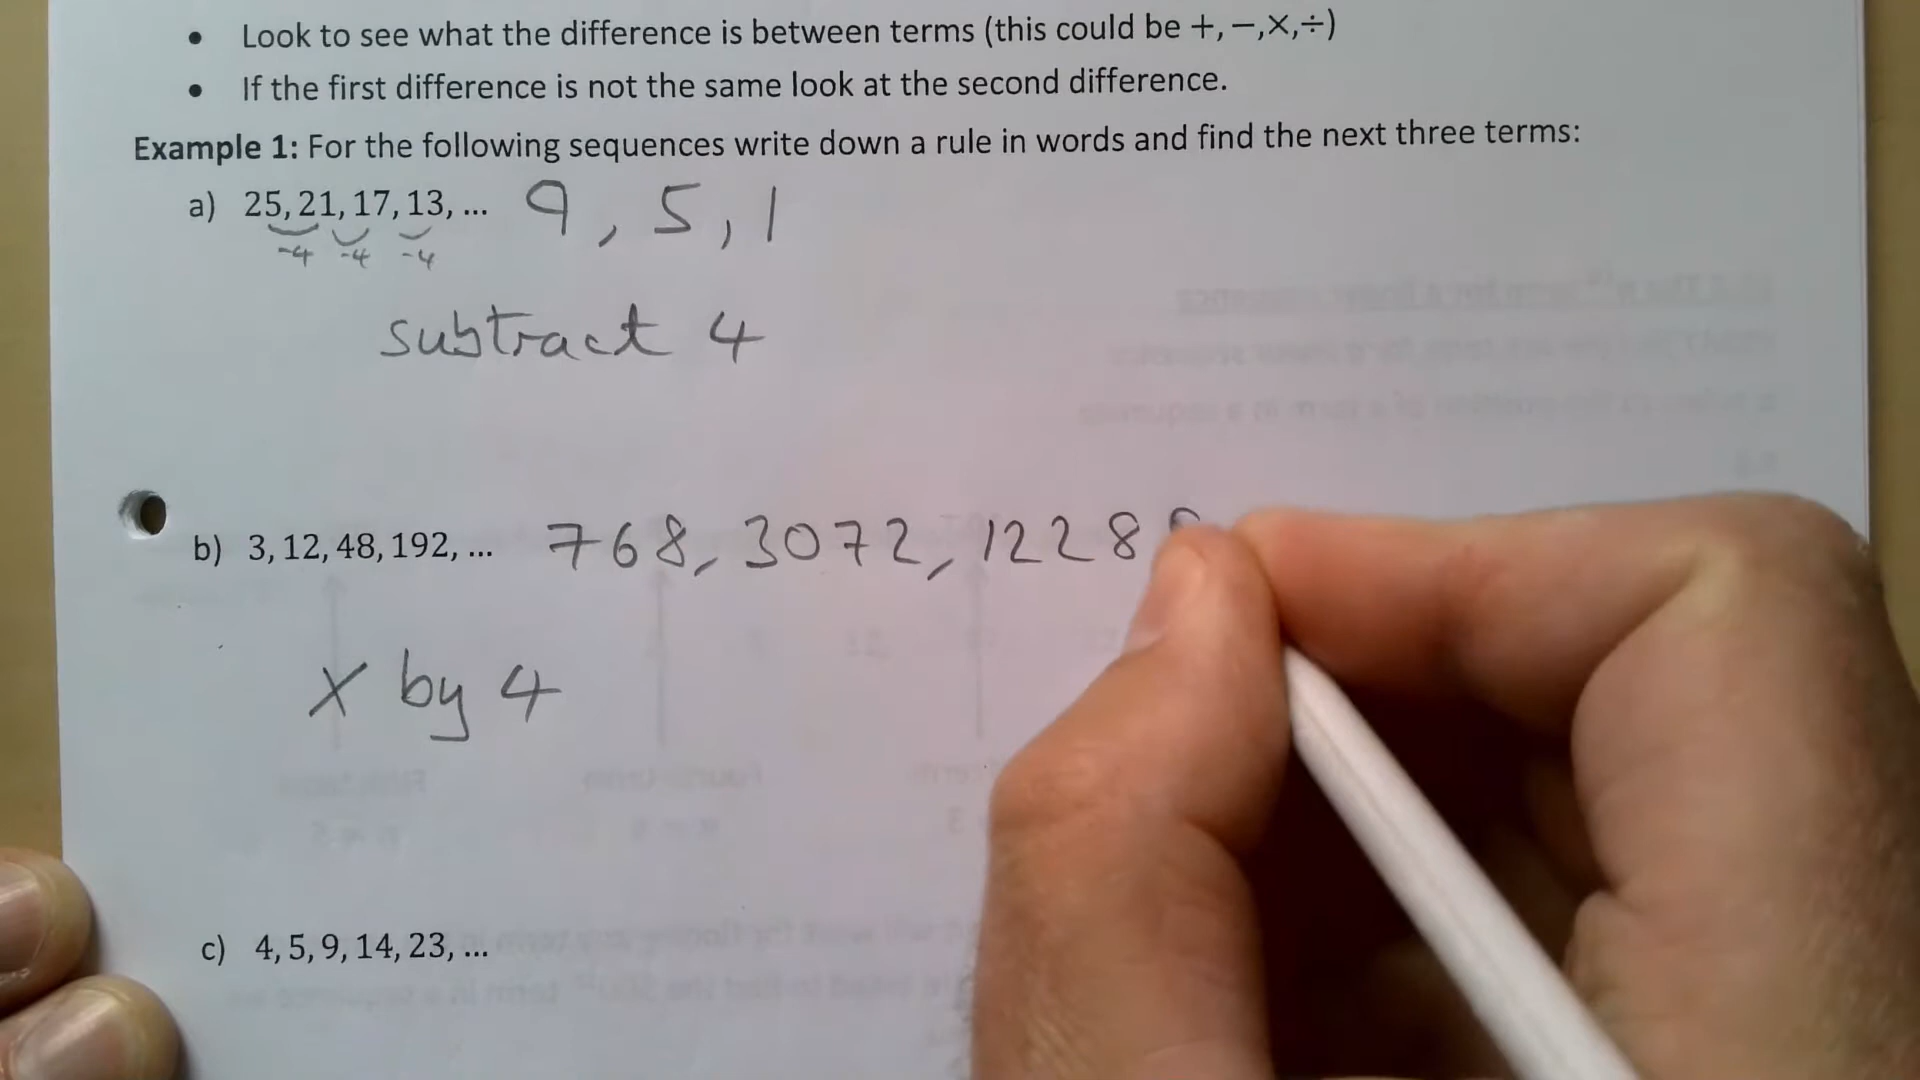 • Look to see what the difference is between terms (this could be +,−,×,÷)
• If the first difference is not the same look at the second difference.
Example 1: For the following sequences write down a rule in words and find the next three terms:
a) 25, 21, 17, 13, ... 9, 5, 1
-4 -4 -4
subtract 4
b) 3, 12, 48, 192, ... 768, 3072, 1228
× by 4
c) 4, 5, 9, 14, 23, ...